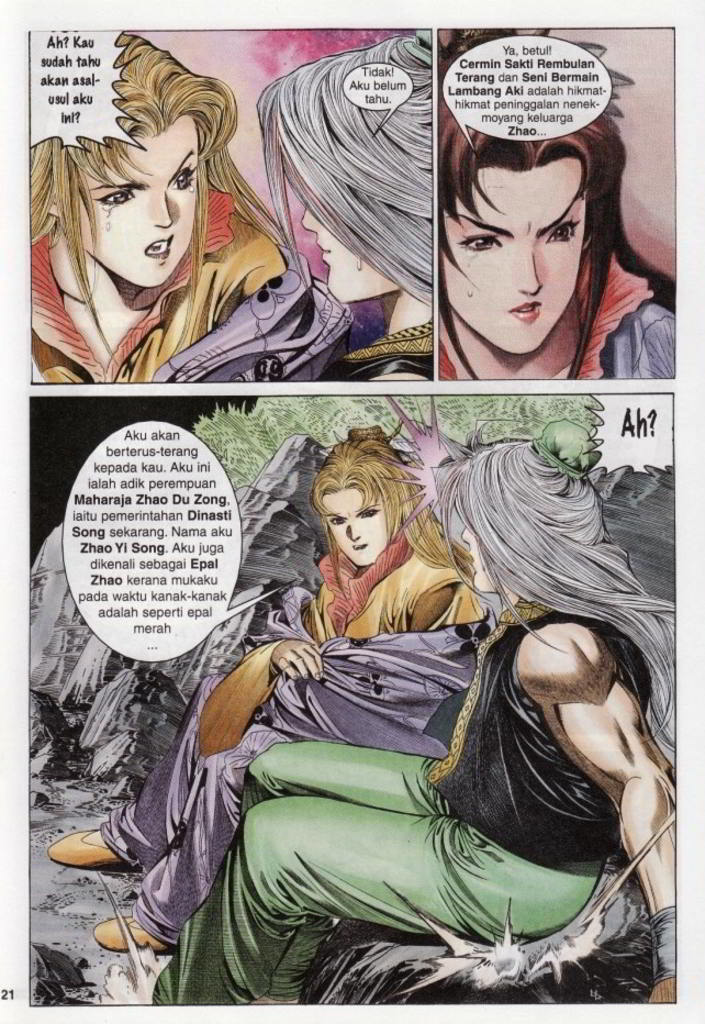 Ah? Kau
sudah tahu
akan asal-
usul aku
ini?
Tidak!
Aku belum
tahu.
Ya, betul!
Cermin Sakti Rembulan
Terang dan Seni Bermain
Lambang Aki adalah hikmat-
hikmat peninggalan nenek-
moyang keluarga
Zhao...
Aku akan
berterus-terang
kepada kau. Aku ini
ialah adik perempuan
Maharaja Zhao Du Zong,
iaitu pemerintahan Dinasti
Song sekarang. Nama aku
Zhao Yi Song. Aku juga
dikenali sebagai Epal
Zhao kerana mukaku
pada waktu kanak-kanak
adalah seperti epal
merah
...
Ah?
21